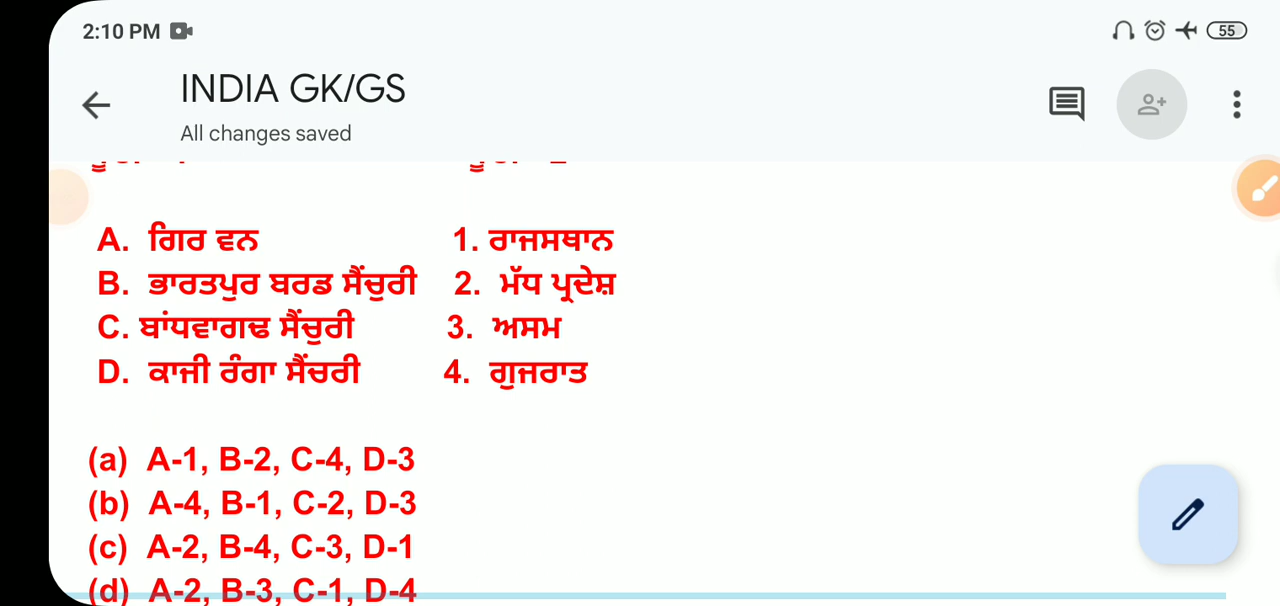 2:10 PM 55
INDIA GK/GS
All changes saved
A. ਗਿਰ ਵਨ 1. ਰਾਜਸਥਾਨ
B. ਭਾਰਤਪੁਰ ਬਰਡ ਸੈਂਚੁਰੀ 2. ਮੱਧ ਪ੍ਰਦੇਸ਼
C. ਬਾਂਧਵਾਗਢ ਸੈਂਚੁਰੀ 3. ਅਸਮ
D. ਕਾਜੀ ਰੰਗਾ ਸੈਂਚਰੀ 4. ਗੁਜਰਾਤ
(a) A-1, B-2, C-4, D-3
(b) A-4, B-1, C-2, D-3
(c) A-2, B-4, C-3, D-1
(d) A-2, B-3, C-1, D-4